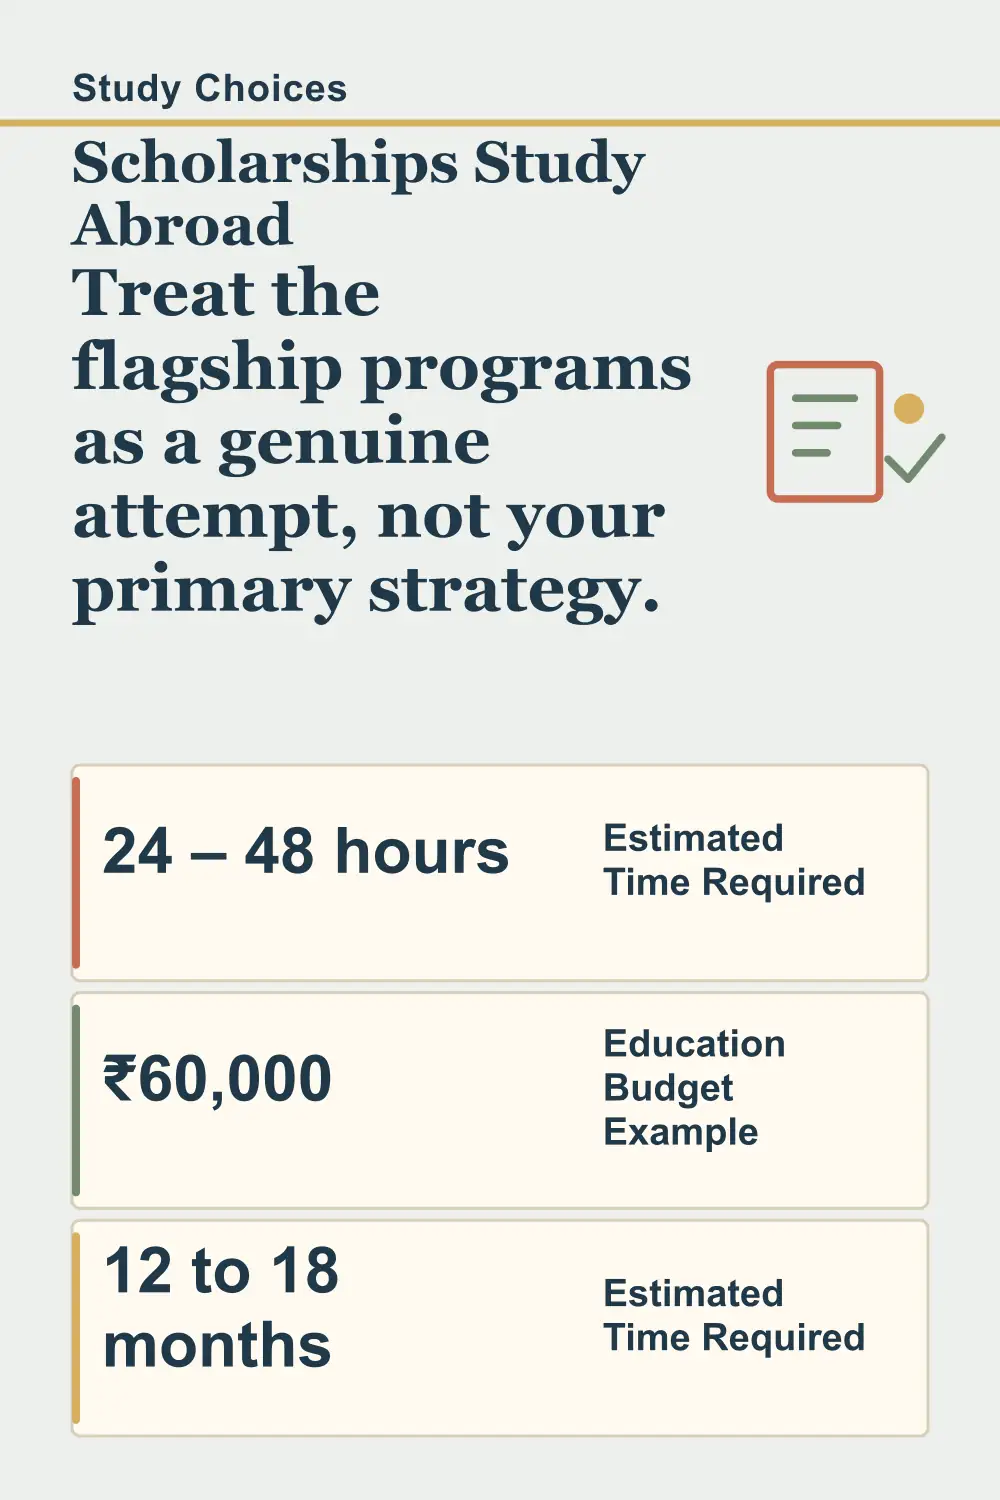 Study Choices
Scholarships Study
Abroad
Treat the
flagship programs
as a genuine
attempt, not your
primary strategy.
24 – 48 hours
Estimated
Time Required
₹60,000
Education
Budget
Example
12 to 18
months
Estimated
Time Required